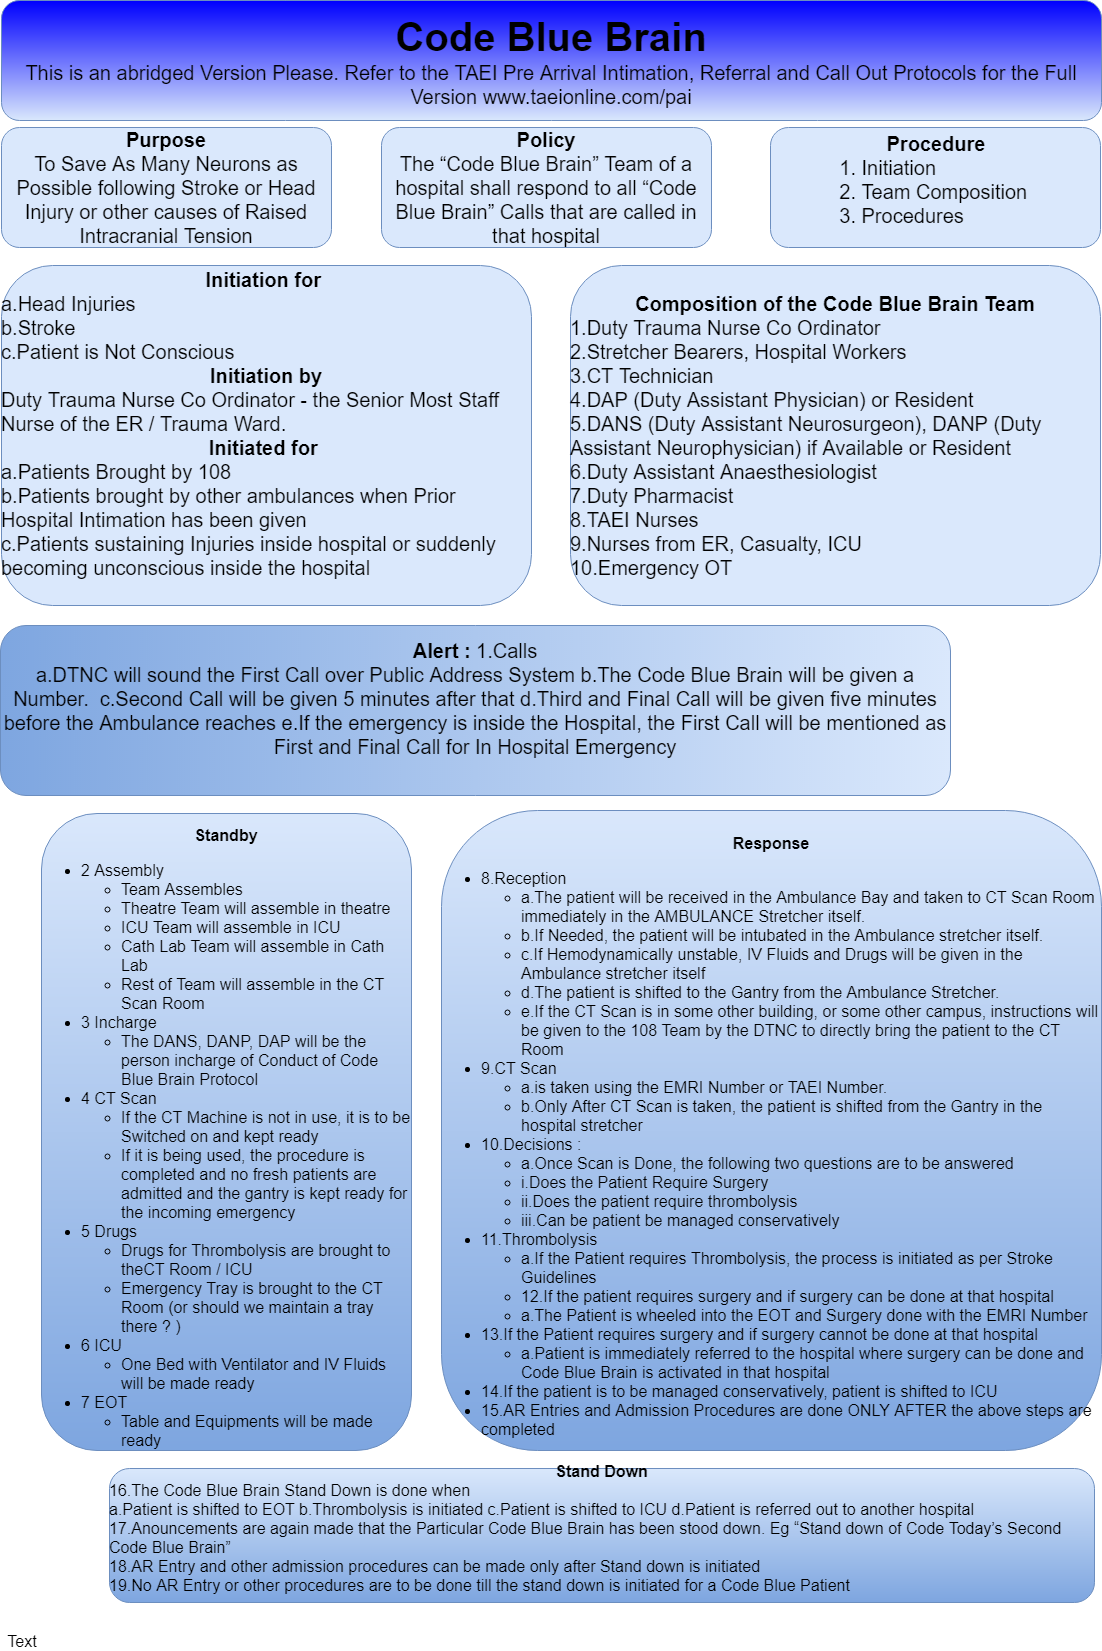 Code Blue Brain
This is an abridged Version Please. Refer to the TAEI Pre Arrival Intimation, Referral and Call Out Protocols for the Full
Version www.taeionline.com/pai
Purpose
To Save As Many Neurons as
Possible following Stroke or Head
Injury or other causes of Raised
Intracranial Tension
Policy
The “Code Blue Brain” Team of a
hospital shall respond to all “Code
Blue Brain” Calls that are called in
that hospital
Procedure
1. Initiation
2. Team Composition
3. Procedures
Initiation for
a.Head Injuries
b.Stroke
c.Patient is Not Conscious
Initiation by
Duty Trauma Nurse Co Ordinator - the Senior Most Staff
Nurse of the ER / Trauma Ward.
Initiated for
a.Patients Brought by 108
b.Patients brought by other ambulances when Prior
Hospital Intimation has been given
c.Patients sustaining Injuries inside hospital or suddenly
becoming unconscious inside the hospital
Composition of the Code Blue Brain Team
1.Duty Trauma Nurse Co Ordinator
2.Stretcher Bearers, Hospital Workers
3.CT Technician
4.DAP (Duty Assistant Physician) or Resident
5.DANS (Duty Assistant Neurosurgeon), DANP (Duty
Assistant Neurophysician) if Available or Resident
6.Duty Assistant Anaesthesiologist
7.Duty Pharmacist
8.TAEI Nurses
9.Nurses from ER, Casualty, ICU
10.Emergency OT
Alert : 1.Calls
a.DTNC will sound the First Call over Public Address System b.The Code Blue Brain will be given a
Number.  c.Second Call will be given 5 minutes after that d.Third and Final Call will be given five minutes
before the Ambulance reaches e.If the emergency is inside the Hospital, the First Call will be mentioned as
First and Final Call for In Hospital Emergency
Standby
• 2 Assembly
◦ Team Assembles
◦ Theatre Team will assemble in theatre
◦ ICU Team will assemble in ICU
◦ Cath Lab Team will assemble in Cath
Lab
◦ Rest of Team will assemble in the CT
Scan Room
• 3 Incharge
◦ The DANS, DANP, DAP will be the
person incharge of Conduct of Code
Blue Brain Protocol
• 4 CT Scan
◦ If the CT Machine is not in use, it is to be
Switched on and kept ready
◦ If it is being used, the procedure is
completed and no fresh patients are
admitted and the gantry is kept ready for
the incoming emergency
• 5 Drugs
◦ Drugs for Thrombolysis are brought to
theCT Room / ICU
◦ Emergency Tray is brought to the CT
Room (or should we maintain a tray
there ? )
• 6 ICU
◦ One Bed with Ventilator and IV Fluids
will be made ready
• 7 EOT
◦ Table and Equipments will be made
ready
Response
• 8.Reception
◦ a.The patient will be received in the Ambulance Bay and taken to CT Scan Room
immediately in the AMBULANCE Stretcher itself.
◦ b.If Needed, the patient will be intubated in the Ambulance stretcher itself.
◦ c.If Hemodynamically unstable, IV Fluids and Drugs will be given in the
Ambulance stretcher itself
◦ d.The patient is shifted to the Gantry from the Ambulance Stretcher.
◦ e.If the CT Scan is in some other building, or some other campus, instructions will
be given to the 108 Team by the DTNC to directly bring the patient to the CT
Room
• 9.CT Scan
◦ a.is taken using the EMRI Number or TAEI Number.
◦ b.Only After CT Scan is taken, the patient is shifted from the Gantry in the
hospital stretcher
• 10.Decisions :
◦ a.Once Scan is Done, the following two questions are to be answered
◦ i.Does the Patient Require Surgery
◦ ii.Does the patient require thrombolysis
◦ iii.Can be patient be managed conservatively
• 11.Thrombolysis
◦ a.If the Patient requires Thrombolysis, the process is initiated as per Stroke
Guidelines
◦ 12.If the patient requires surgery and if surgery can be done at that hospital
◦ a.The Patient is wheeled into the EOT and Surgery done with the EMRI Number
• 13.If the Patient requires surgery and if surgery cannot be done at that hospital
◦ a.Patient is immediately referred to the hospital where surgery can be done and
Code Blue Brain is activated in that hospital
• 14.If the patient is to be managed conservatively, patient is shifted to ICU
• 15.AR Entries and Admission Procedures are done ONLY AFTER the above steps are
completed
Stand Down
16.The Code Blue Brain Stand Down is done when
a.Patient is shifted to EOT b.Thrombolysis is initiated c.Patient is shifted to ICU d.Patient is referred out to another hospital
17.Anouncements are again made that the Particular Code Blue Brain has been stood down. Eg “Stand down of Code Today’s Second
Code Blue Brain”
18.AR Entry and other admission procedures can be made only after Stand down is initiated
19.No AR Entry or other procedures are to be done till the stand down is initiated for a Code Blue Patient
Text